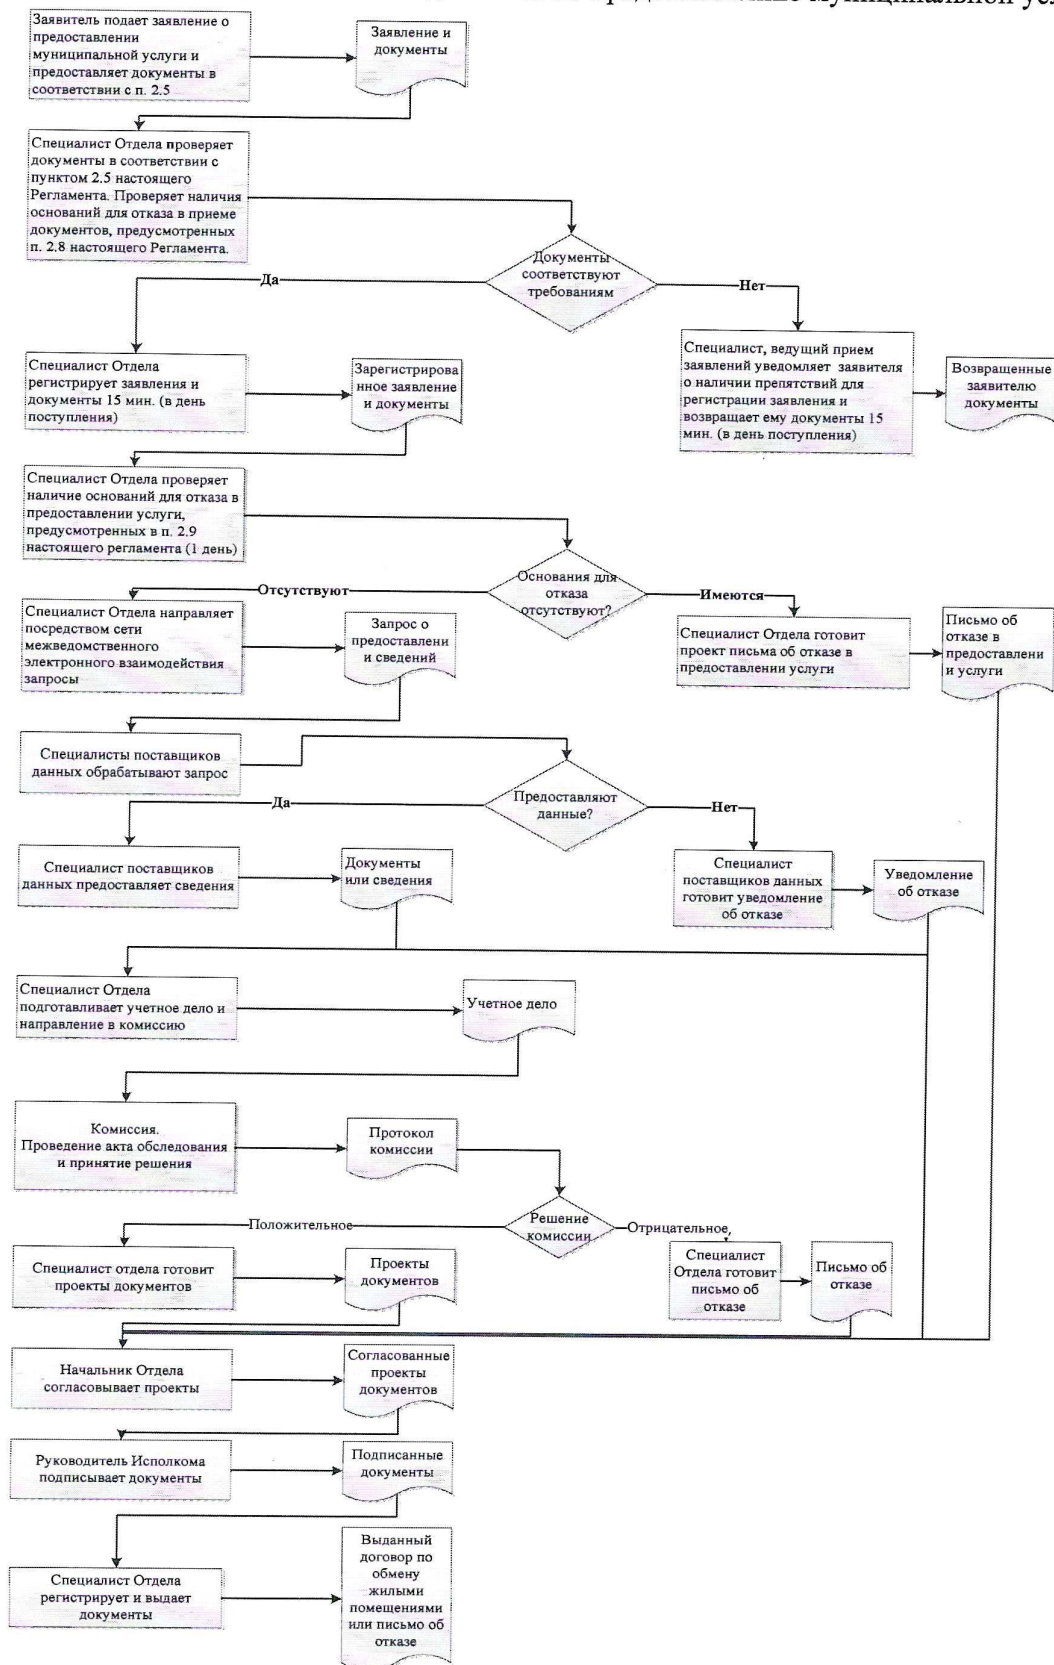 муниципальной
Заявитель подает заявление о
предоставлении
муниципальной услуги и
предоставляет документы в
соответствии с п. 2.5
Заявление и
документы
Специалист Отдела проверяет
документы в соответствии с
пунктом 2.5 настоящего
Регламента. Проверяет наличия
оснований для отказа в приеме
документов, предусмотренных
п. 2.8 настоящего Регламента.
Документы
соответствуют
требованиям
Да
Нет
Специалист Отдела
регистрирует заявления и
документы 15 мин. (в день
поступления)
Зарегистрирова
нное заявление
и документы
Специалист, ведущий прием
заявлений уведомляет заявителя
о наличии препятствий для
регистрации заявления и
возвращает ему документы 15
мин. (в день поступления)
Возвращенные
заявителю
документы
Специалист Отдела проверяет
наличие оснований для отказа в
предоставлении услуги,
предусмотренных в п. 2.9
настоящего регламента (1 день)
Основания для
отказа
отсутствуют?
Отсутствуют
Имеются
Специалист Отдела направляет
посредством сети
межведомственного
электронного взаимодействия
запросы
Запрос о
предоставлени
и сведений
Специалист Отдела готовит
проект письма об отказе в
предоставлении услуги
Письмо об
отказе в
предоставлени
и услуги
Специалисты поставщиков
данных обрабатывают запрос
Предоставляют
данные?
Да
Нет
Специалист поставщиков
данных предоставляет сведения
Документы
или сведения
Специалист
поставщиков данных
готовит уведомление
об отказе
Уведомление
об отказе
Специалист Отдела
подготавливает учетное дело и
направление в комиссию
Учетное дело
Комиссия.
Проведение акта обследования
и принятие решения
Протокол
комиссии
Решение
комиссии
Положительное
Отрицательное,
Специалист отдела готовит
проекты документов
Проекты
документов
Специалист
Отдела готовит
письмо об
отказе
Письмо об
отказе
Начальник Отдела
согласовывает проекты
Согласованные
проекты
документов
Руководитель Исполкома
подписывает документы
Подписанные
документы
Специалист Отдела
регистрирует и выдает
документы
Выданный
договор по
обмену
жилыми
помещениями
или письмо об
отказе